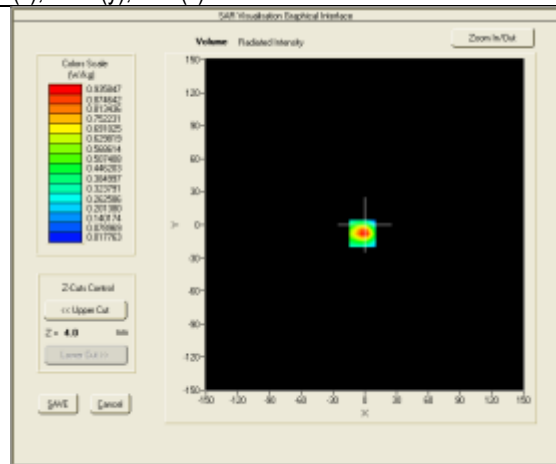 SAR Visualisation Graphical Interface
Volume Radiated Intensity
Zoom In/Out
Colors Scale
(W/Kg)
0.935847
0.874642
0.813436
0.752231
0.691025
0.629819
0.568614
0.507408
0.446203
0.384997
0.323791
0.262586
0.201380
0.140174
0.078969
0.017763
Z-Cuts Control
<< Upper Cut
Z = 4.0 mm
Lower Cut >>
SAVE
Cancel
Y
150-
120-
90-
60-
30-
0-
-30-
-60-
-90-
-120-
-150-
-150 -120 -90 -60 -30 0 30 60 90 120 150
X